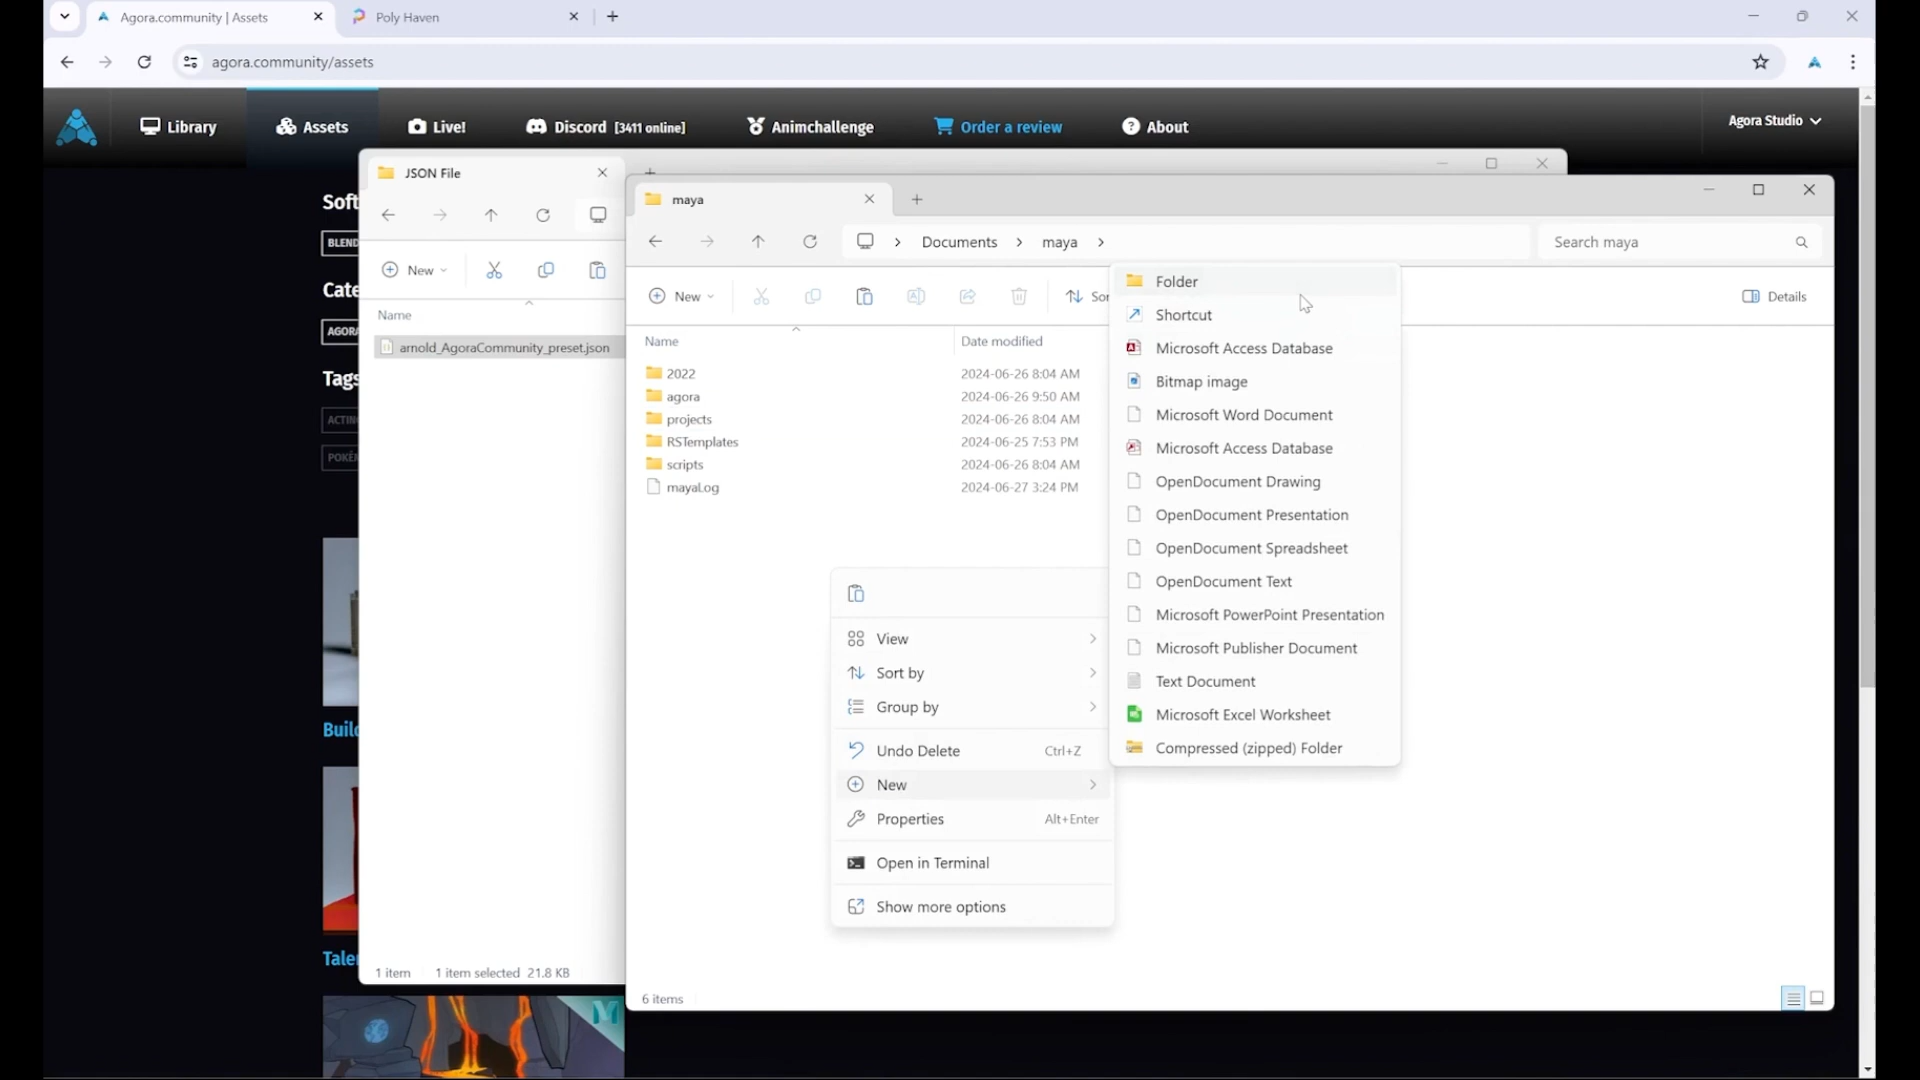 Agora.community | Assets
Poly Haven
agora.community/assets
Library
Assets
Live!
Discord [3411 online]
Animchallenge
Order a review
About
Agora Studio
Soft
BLEND
Cate
AGORA
Tags
ACTING
POKÉM
Build
Talen
JSON File
New
Name
arnold_AgoraCommunity_preset.json
1 item
1 item selected 21.8 KB
maya
Documents
maya
Search maya
New
Sor
Details
Name
Date modified
2022
2024-06-26 8:04 AM
agora
2024-06-26 9:50 AM
projects
2024-06-26 8:04 AM
RSTemplates
2024-06-25 7:53 PM
scripts
2024-06-26 8:04 AM
mayaLog
2024-06-27 3:24 PM
View
Sort by
Group by
Undo Delete
Ctrl+Z
New
Properties
Alt+Enter
Open in Terminal
Show more options
Folder
Shortcut
Microsoft Access Database
Bitmap image
Microsoft Word Document
Microsoft Access Database
OpenDocument Drawing
OpenDocument Presentation
OpenDocument Spreadsheet
OpenDocument Text
Microsoft PowerPoint Presentation
Microsoft Publisher Document
Text Document
Microsoft Excel Worksheet
Compressed (zipped) Folder
6 items